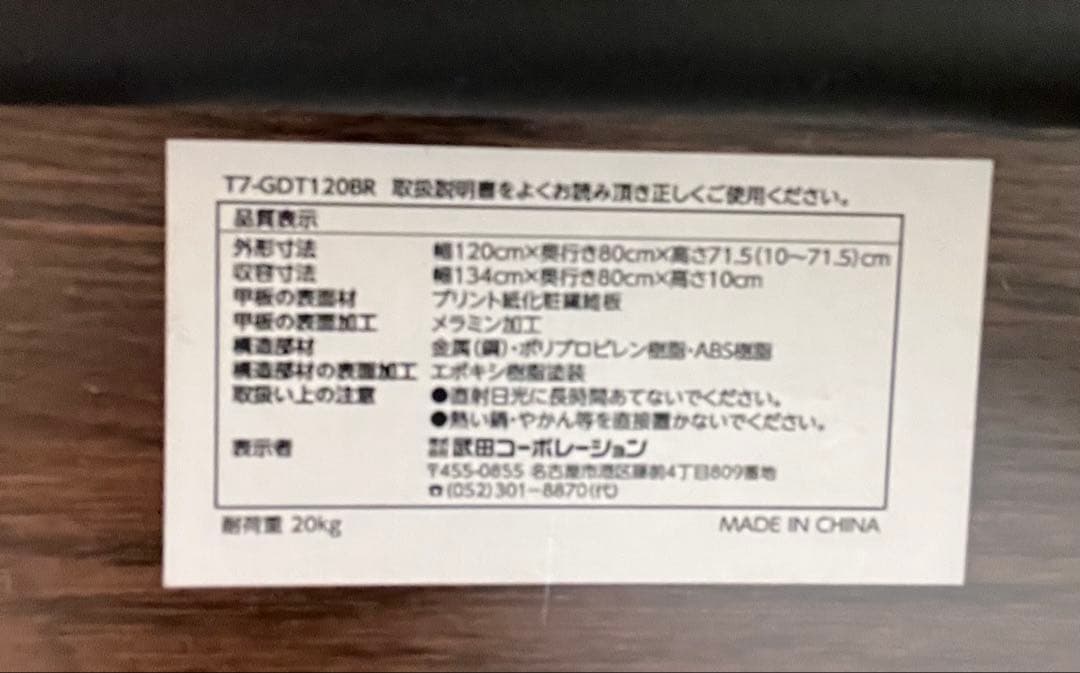 T7-GDT120BR 取扱説明書をよくお読み頂き正しくご使用ください。
品質表示
外形寸法 幅120cm×奥行き80cm×高さ71.5(10〜71.5)cm
収容寸法 幅134cm×奥行き80cm×高さ10cm
甲板の表面材 プリント紙化粧繊維板
甲板の表面加工 メラミン加工
構造部材 金属(鋼)・ポリプロピレン樹脂・ABS樹脂
構造部材の表面加工 エポキシ樹脂塗装
取扱い上の注意 ●直射日光に長時間あてないでください。
●熱い鍋・やかん等を直接置かないでください。
表示者 株式会社 武田コーポレーション
〒455-0855 名古屋市港区藤前4丁目809番地
☎(052)301-8870(代)
耐荷重 20kg MADE IN CHINA